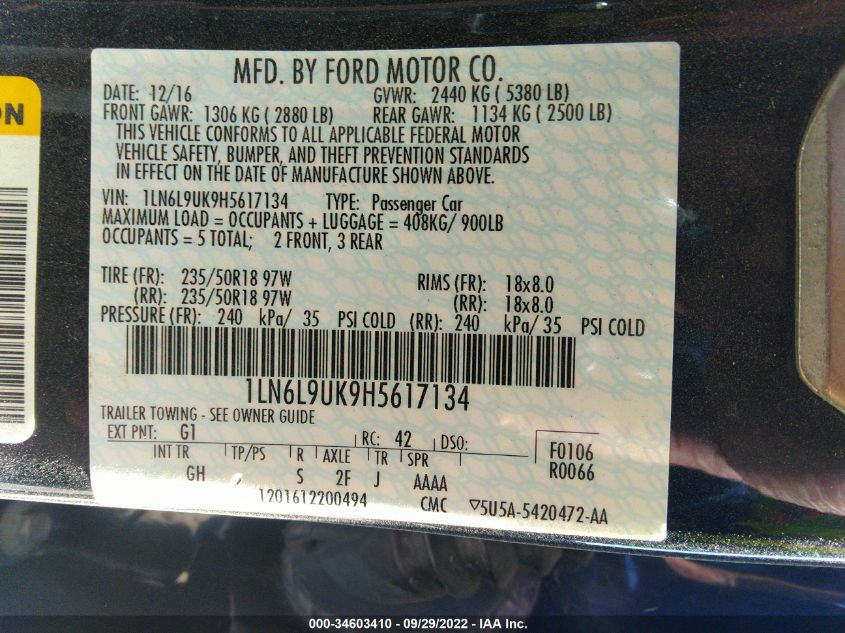 MFD. BY FORD MOTOR CO.
DATE: 12/16 GVWR: 2440 KG ( 5380 LB)
FRONT GAWR: 1306 KG ( 2880 LB) REAR GAWR: 1134 KG ( 2500 LB)
THIS VEHICLE CONFORMS TO ALL APPLICABLE FEDERAL MOTOR
VEHICLE SAFETY, BUMPER, AND THEFT PREVENTION STANDARDS
IN EFFECT ON THE DATE OF MANUFACTURE SHOWN ABOVE.
VIN: 1LN6L9UK9H5617134 TYPE: Passenger Car
MAXIMUM LOAD = OCCUPANTS + LUGGAGE = 408KG/ 900LB
OCCUPANTS = 5 TOTAL; 2 FRONT, 3 REAR
TIRE (FR): 235/50R18 97W RIMS (FR): 18x8.0
(RR): 235/50R18 97W (RR): 18x8.0
PRESSURE (FR): 240 kPa/ 35 PSI COLD (RR): 240 kPa/ 35 PSI COLD
1LN6L9UK9H5617134
TRAILER TOWING - SEE OWNER GUIDE
EXT PNT: G1 RC: 42 DSO: F0106
INT TR TP/PS R AXLE TR SPR R0066
GH , S 2F J AAAA
1201612200494 CMC ▽5U5A-5420472-AA
ON
000-34603410 - 09/29/2022 - IAA Inc.